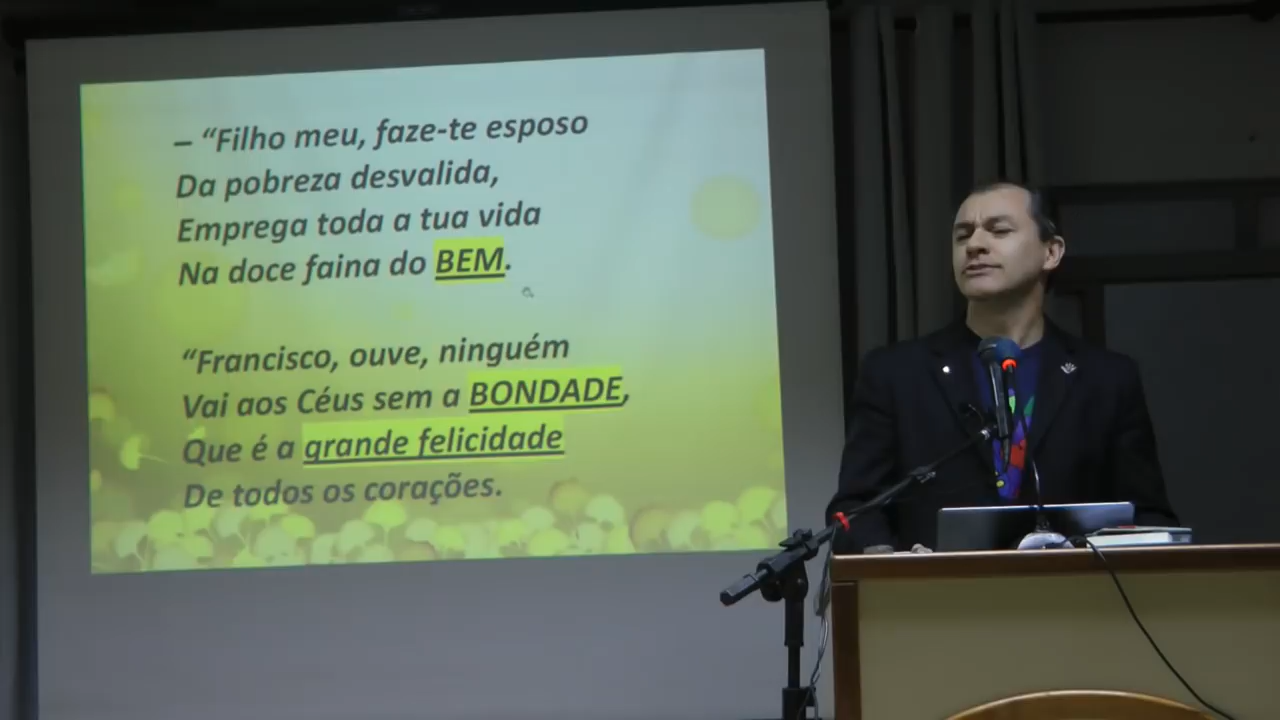 – “Filho meu, faze-te esposo
Da pobreza desvalida,
Emprega toda a tua vida
Na doce faina do BEM.
“Francisco, ouve, ninguém
Vai aos Céus sem a BONDADE,
Que é a grande felicidade
De todos os corações.